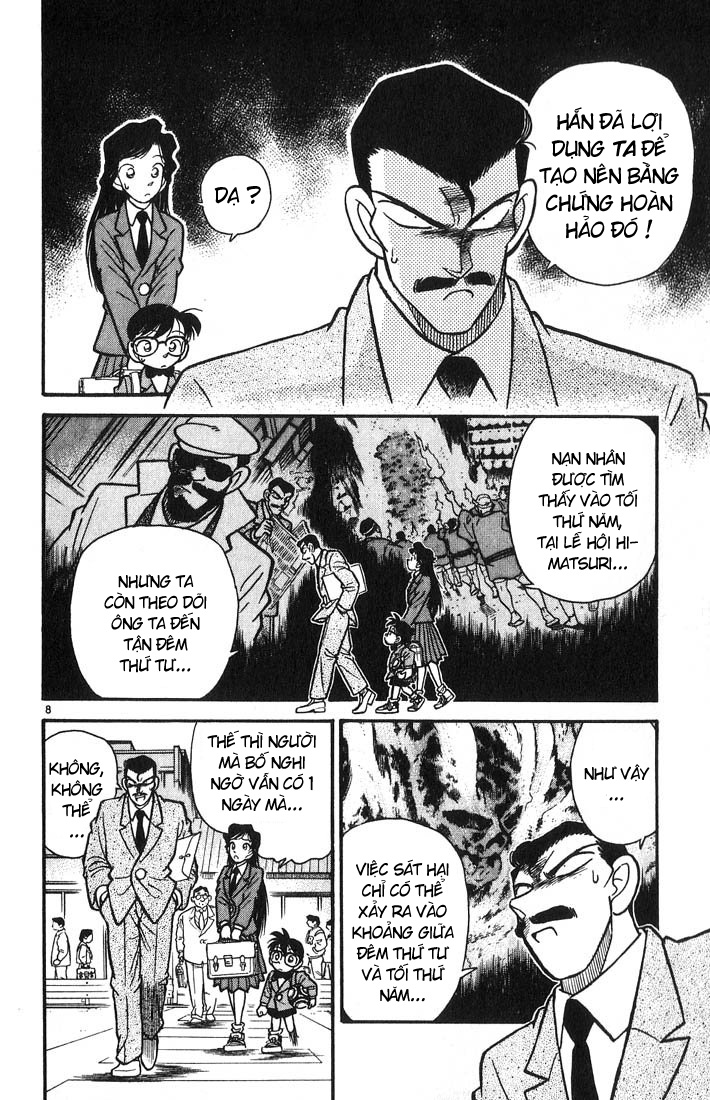 HẮN ĐÃ LỢI
DỤNG TA ĐỂ
TẠO NÊN BẰNG
CHỨNG HOÀN
HẢO ĐÓ !
DẠ ?
NẠN NHÂN
ĐƯỢC TÌM
THẤY VÀO TỐI
THỨ NĂM,
TẠI LỄ HỘI HI-
MATSURI...
NHƯNG TA
CÒN THEO DÕI
ÔNG TA ĐẾN
TẬN ĐÊM
THỨ TƯ...
8
NHƯ VẬY
...
VIỆC SÁT HẠI
CHỈ CÓ THỂ
XẢY RA VÀO
KHOẢNG GIỮA
ĐÊM THỨ TƯ
VÀ TỐI THỨ
NĂM...
THẾ THÌ NGƯỜI
MÀ BỐ NGHI
NGỜ VẪN CÓ 1
NGÀY MÀ...
KHÔNG,
KHÔNG
THỂ
...